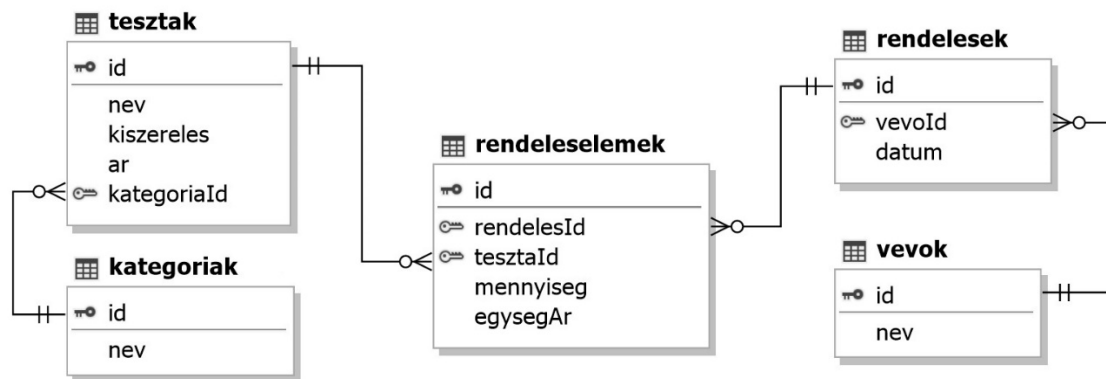 tesztak
id
nev
kiszereles
ar
kategoriaId
kategoriak
id
nev
rendeleselemek
id
rendelesId
tesztaId
mennyiseg
egysegAr
rendelesek
id
vevoId
datum
vevok
id
nev